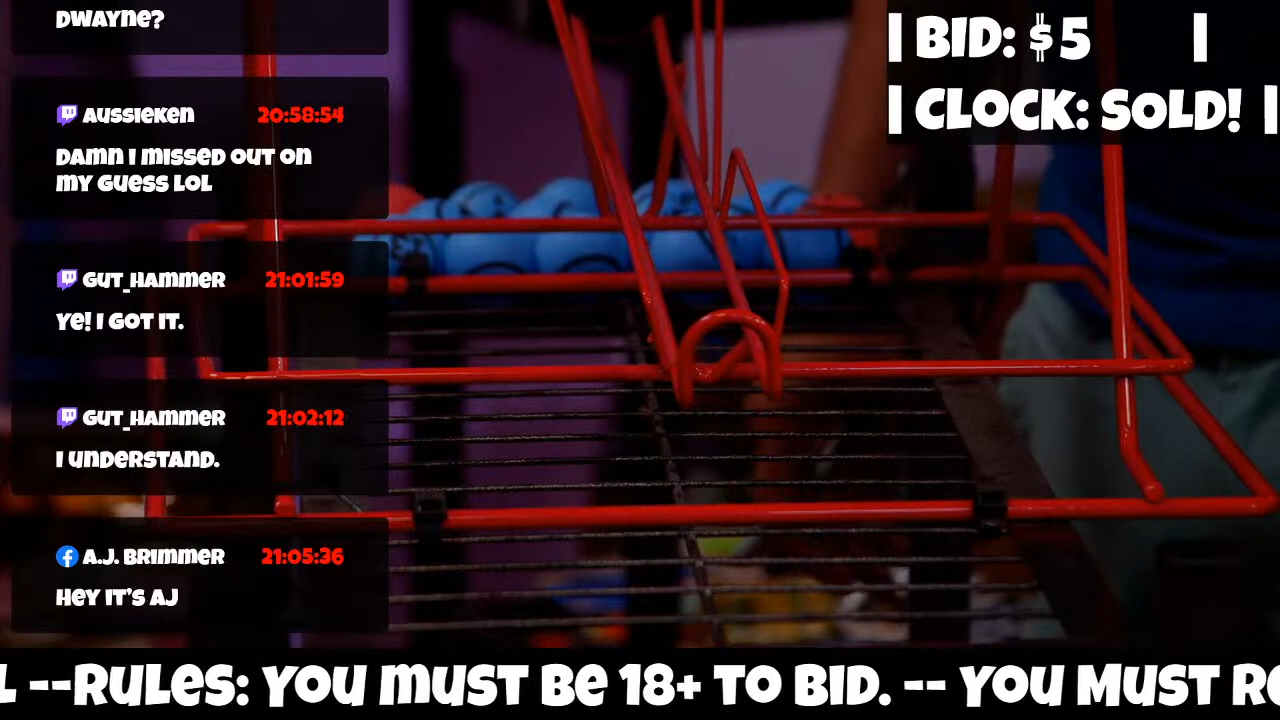 DWAYNE?
AUSSIEKEN 20:58:54
DAMN I MISSED OUT ON
MY GUESS LOL
GUT_HAMMER 21:01:59
YE! I GOT IT.
GUT_HAMMER 21:02:12
I UNDERSTAND.
A.J. BRIMMER 21:05:36
HEY IT'S AJ
| BID: $5 |
| CLOCK: SOLD! |
L --RULES: YOU MUST BE 18+ TO BID. -- YOU MUST RE